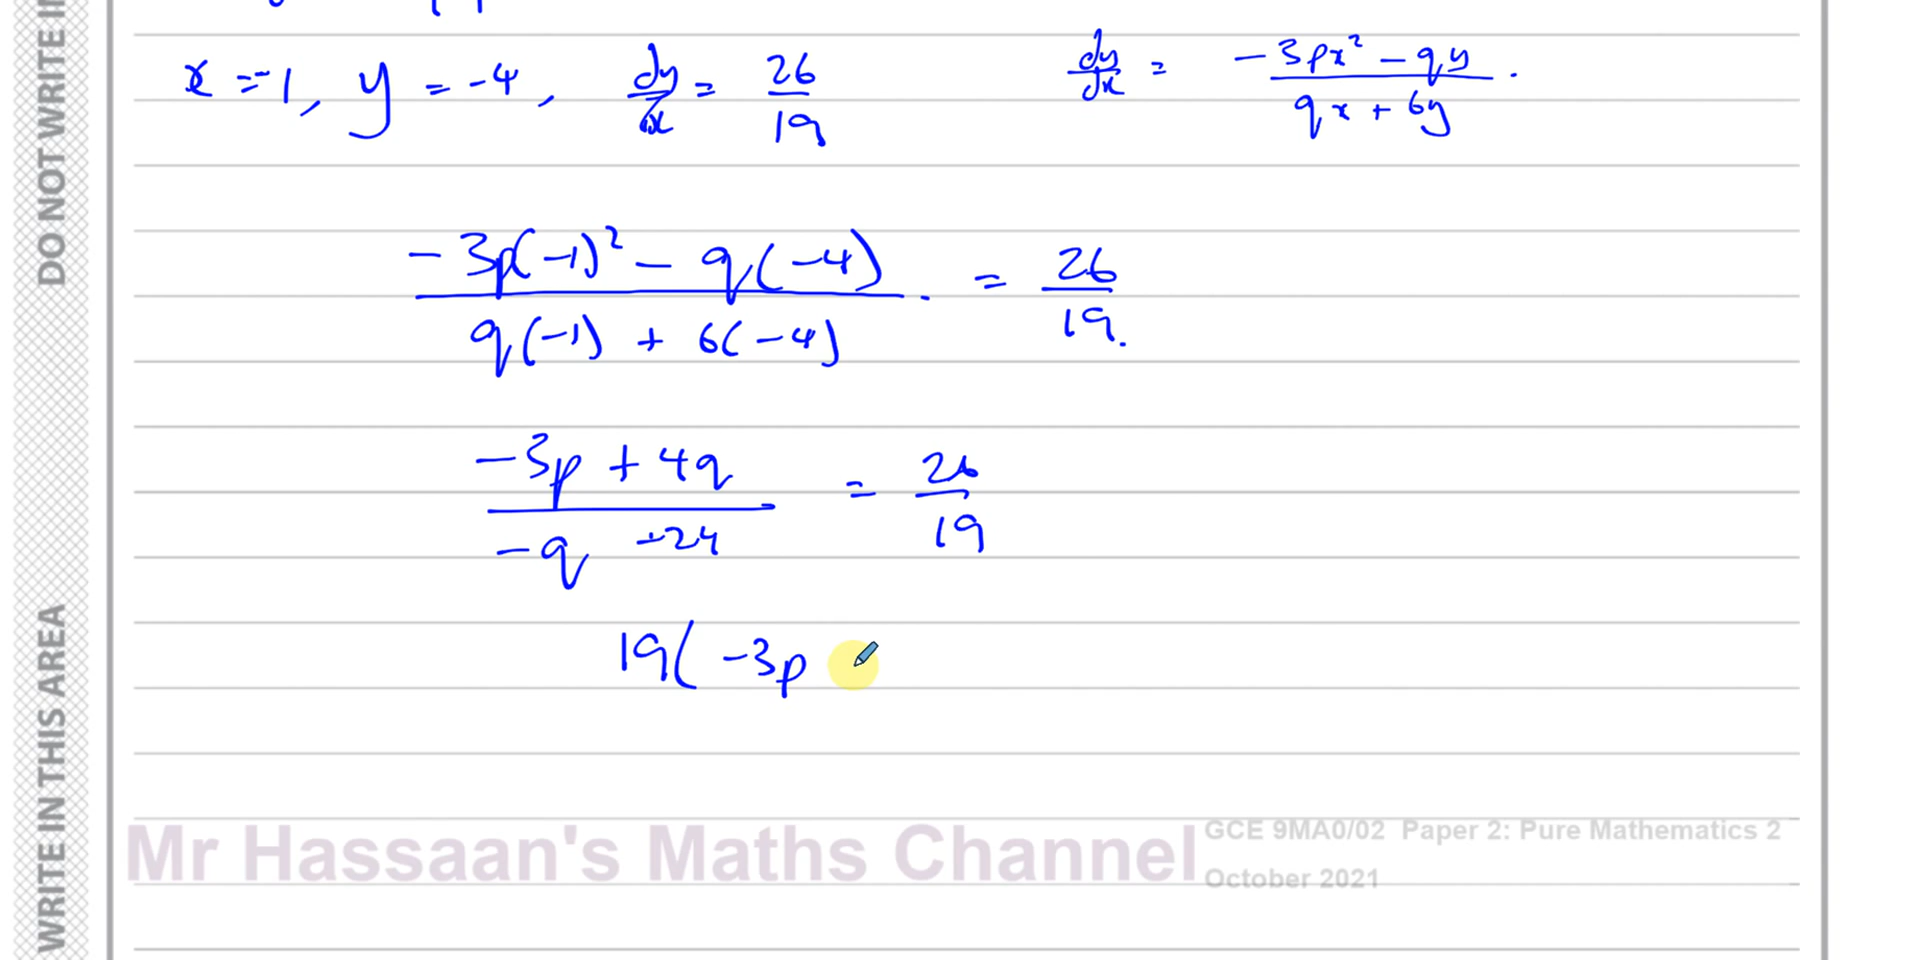 x = -1, y = -4, dy/dx = 26/19 dy/dx = (-3px² - qy)/(qx + 6y).
(-3p(-1)² - q(-4))/(q(-1) + 6(-4)). = 26/19.
(-3p + 4q)/(-q -24) = 26/19
19( -3p
DO NOT WRITE IN
WRITE IN THIS AREA
Mr Hassaan's Maths Channel
GCE 9MA0/02 Paper 2: Pure Mathematics 2
October 2021